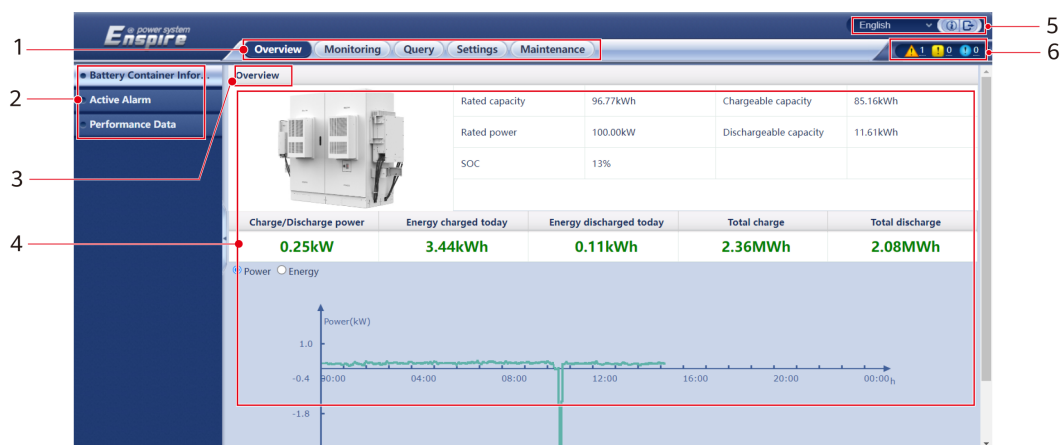 e power system
Enspire
English
Overview Monitoring Query Settings Maintenance
1 0 0
Battery Container Infor...
Active Alarm
Performance Data
Overview
Rated capacity 96.77kWh Chargeable capacity 85.16kWh
Rated power 100.00kW Dischargeable capacity 11.61kWh
SOC 13%
Charge/Discharge power Energy charged today Energy discharged today Total charge Total discharge
0.25kW 3.44kWh 0.11kWh 2.36MWh 2.08MWh
Power Energy
Power(kW)
1.0
-0.4 00:00 04:00 08:00 12:00 16:00 20:00 00:00 h
-1.8
1
2
3
4
5
6